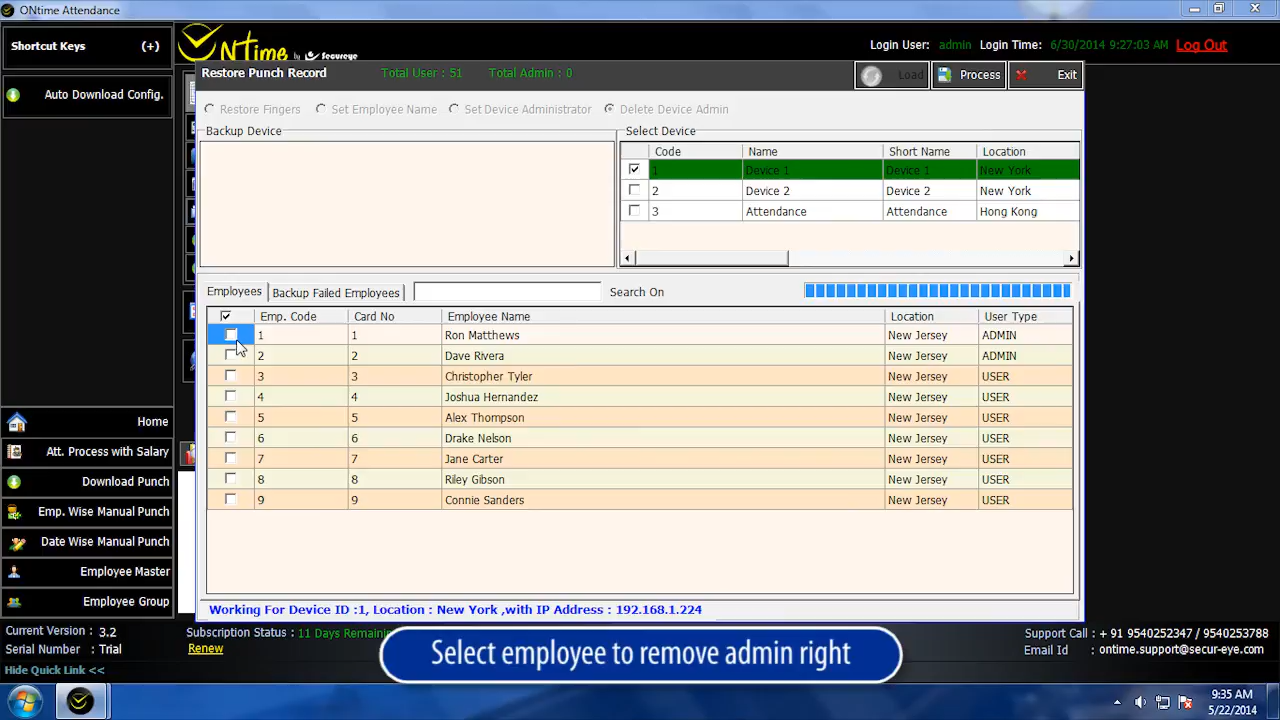 ONtime Attendance
Shortcut Keys (+)
Auto Download Config.
ONtime by Secureye
Login User: admin Login Time: 6/30/2014 9:27:03 AM Log Out
Restore Punch Record Total User : 51 Total Admin : 0 Load Process Exit
Restore Fingers Set Employee Name Set Device Administrator Delete Device Admin
Backup Device
Select Device
Code Name Short Name Location
1 Device 1 Device 1 New York
2 Device 2 Device 2 New York
3 Attendance Attendance Hong Kong
Employees Backup Failed Employees Search On
Emp. Code Card No Employee Name Location User Type
1 1 Ron Matthews New Jersey ADMIN
2 2 Dave Rivera New Jersey ADMIN
3 3 Christopher Tyler New Jersey USER
4 4 Joshua Hernandez New Jersey USER
5 5 Alex Thompson New Jersey USER
6 6 Drake Nelson New Jersey USER
7 7 Jane Carter New Jersey USER
8 8 Riley Gibson New Jersey USER
9 9 Connie Sanders New Jersey USER
Working For Device ID :1, Location : New York ,with IP Address : 192.168.1.224
Home
Att. Process with Salary
Download Punch
Emp. Wise Manual Punch
Date Wise Manual Punch
Employee Master
Employee Group
Current Version : 3.2
Serial Number : Trial
Hide Quick Link <<
Subscription Status : 11 Days Remainin
Renew
Support Call : + 91 9540252347 / 9540253788
Email Id : ontime.support@secur-eye.com
Select employee to remove admin right
9:35 AM
5/22/2014